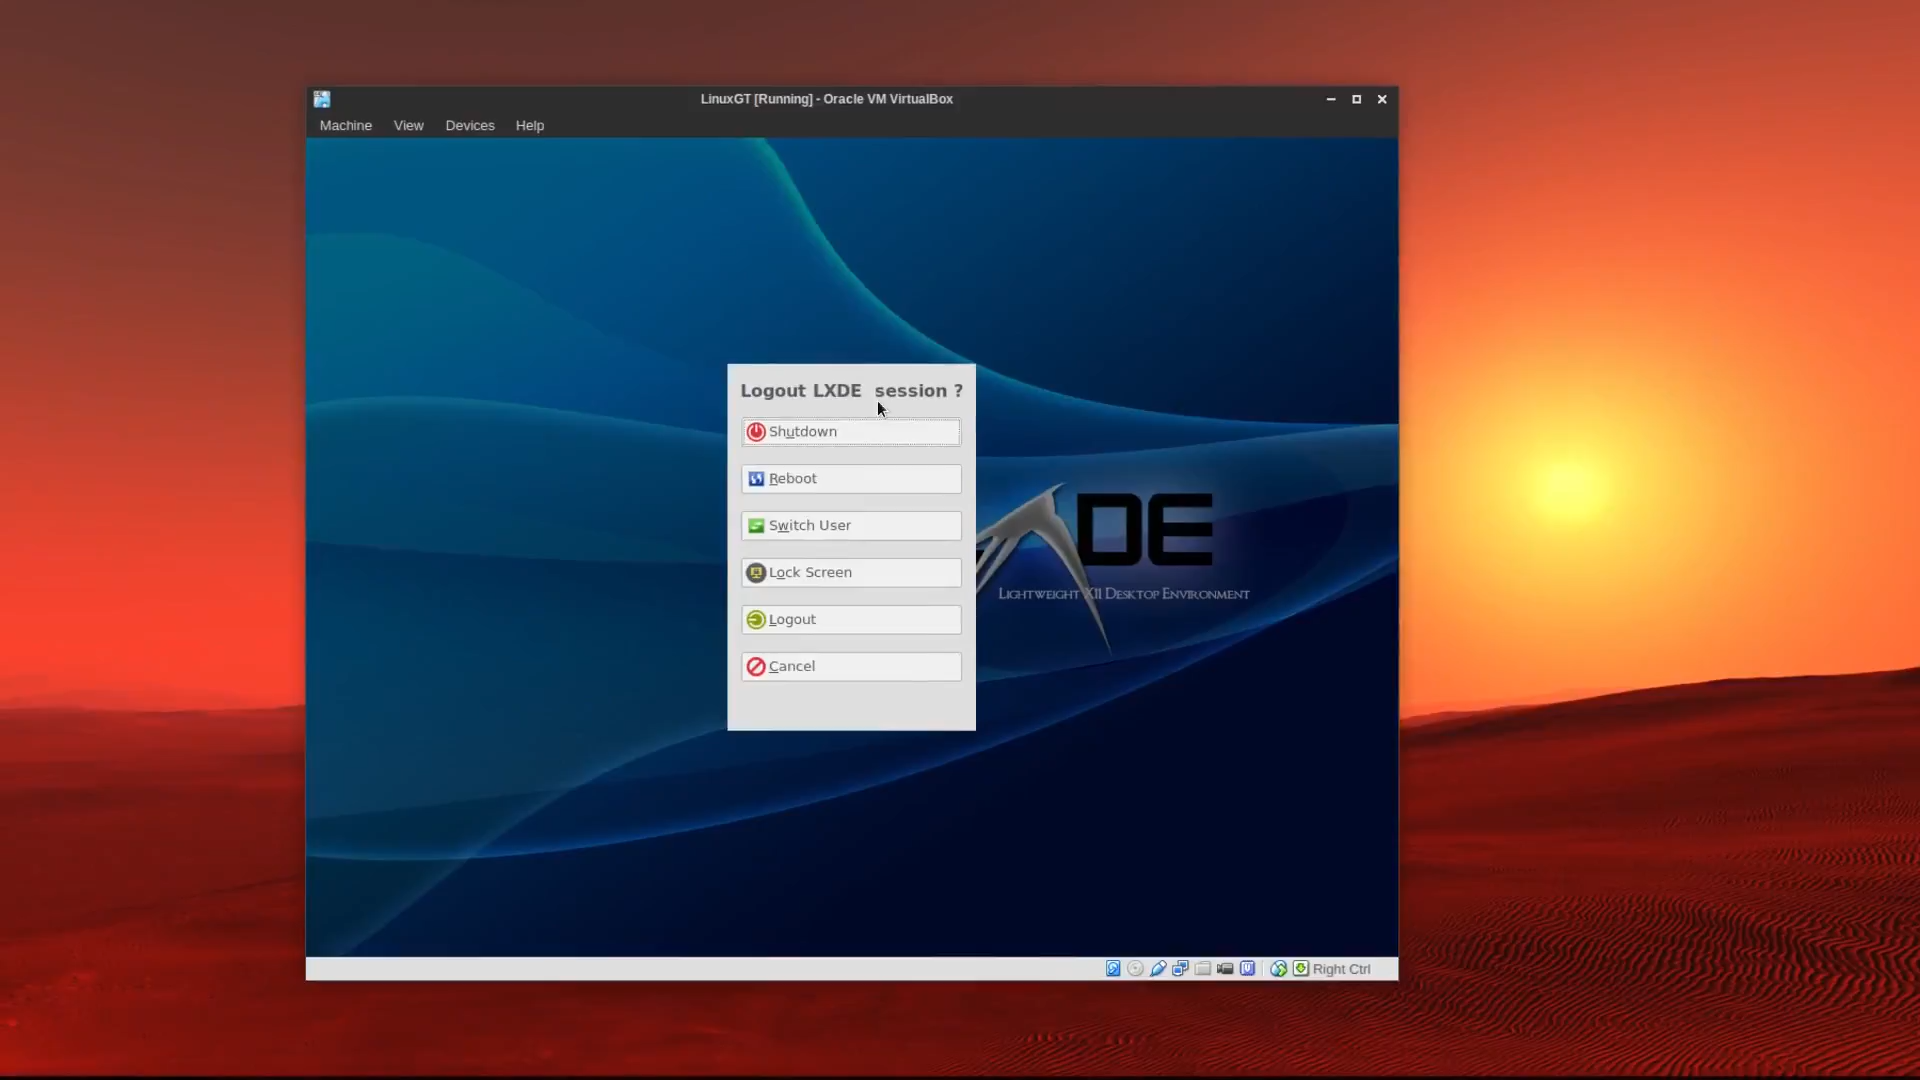 LinuxGT [Running] - Oracle VM VirtualBox
Machine View Devices Help
Logout LXDE session ?
Shutdown
Reboot
Switch User
Lock Screen
Logout
Cancel
DE
LIGHTWEIGHT X11 DESKTOP ENVIRONMENT
Right Ctrl